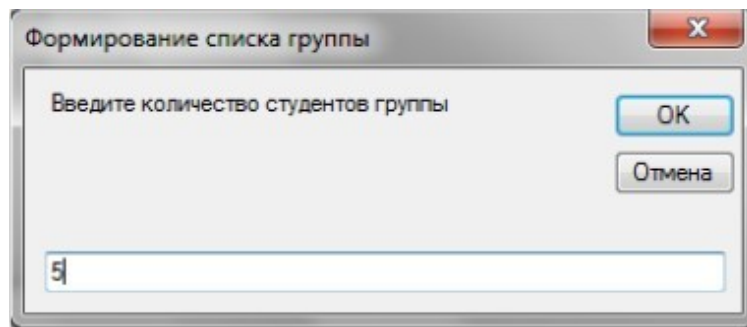 Формирование списка группы
Введите количество студентов группы
OK
Отмена
5